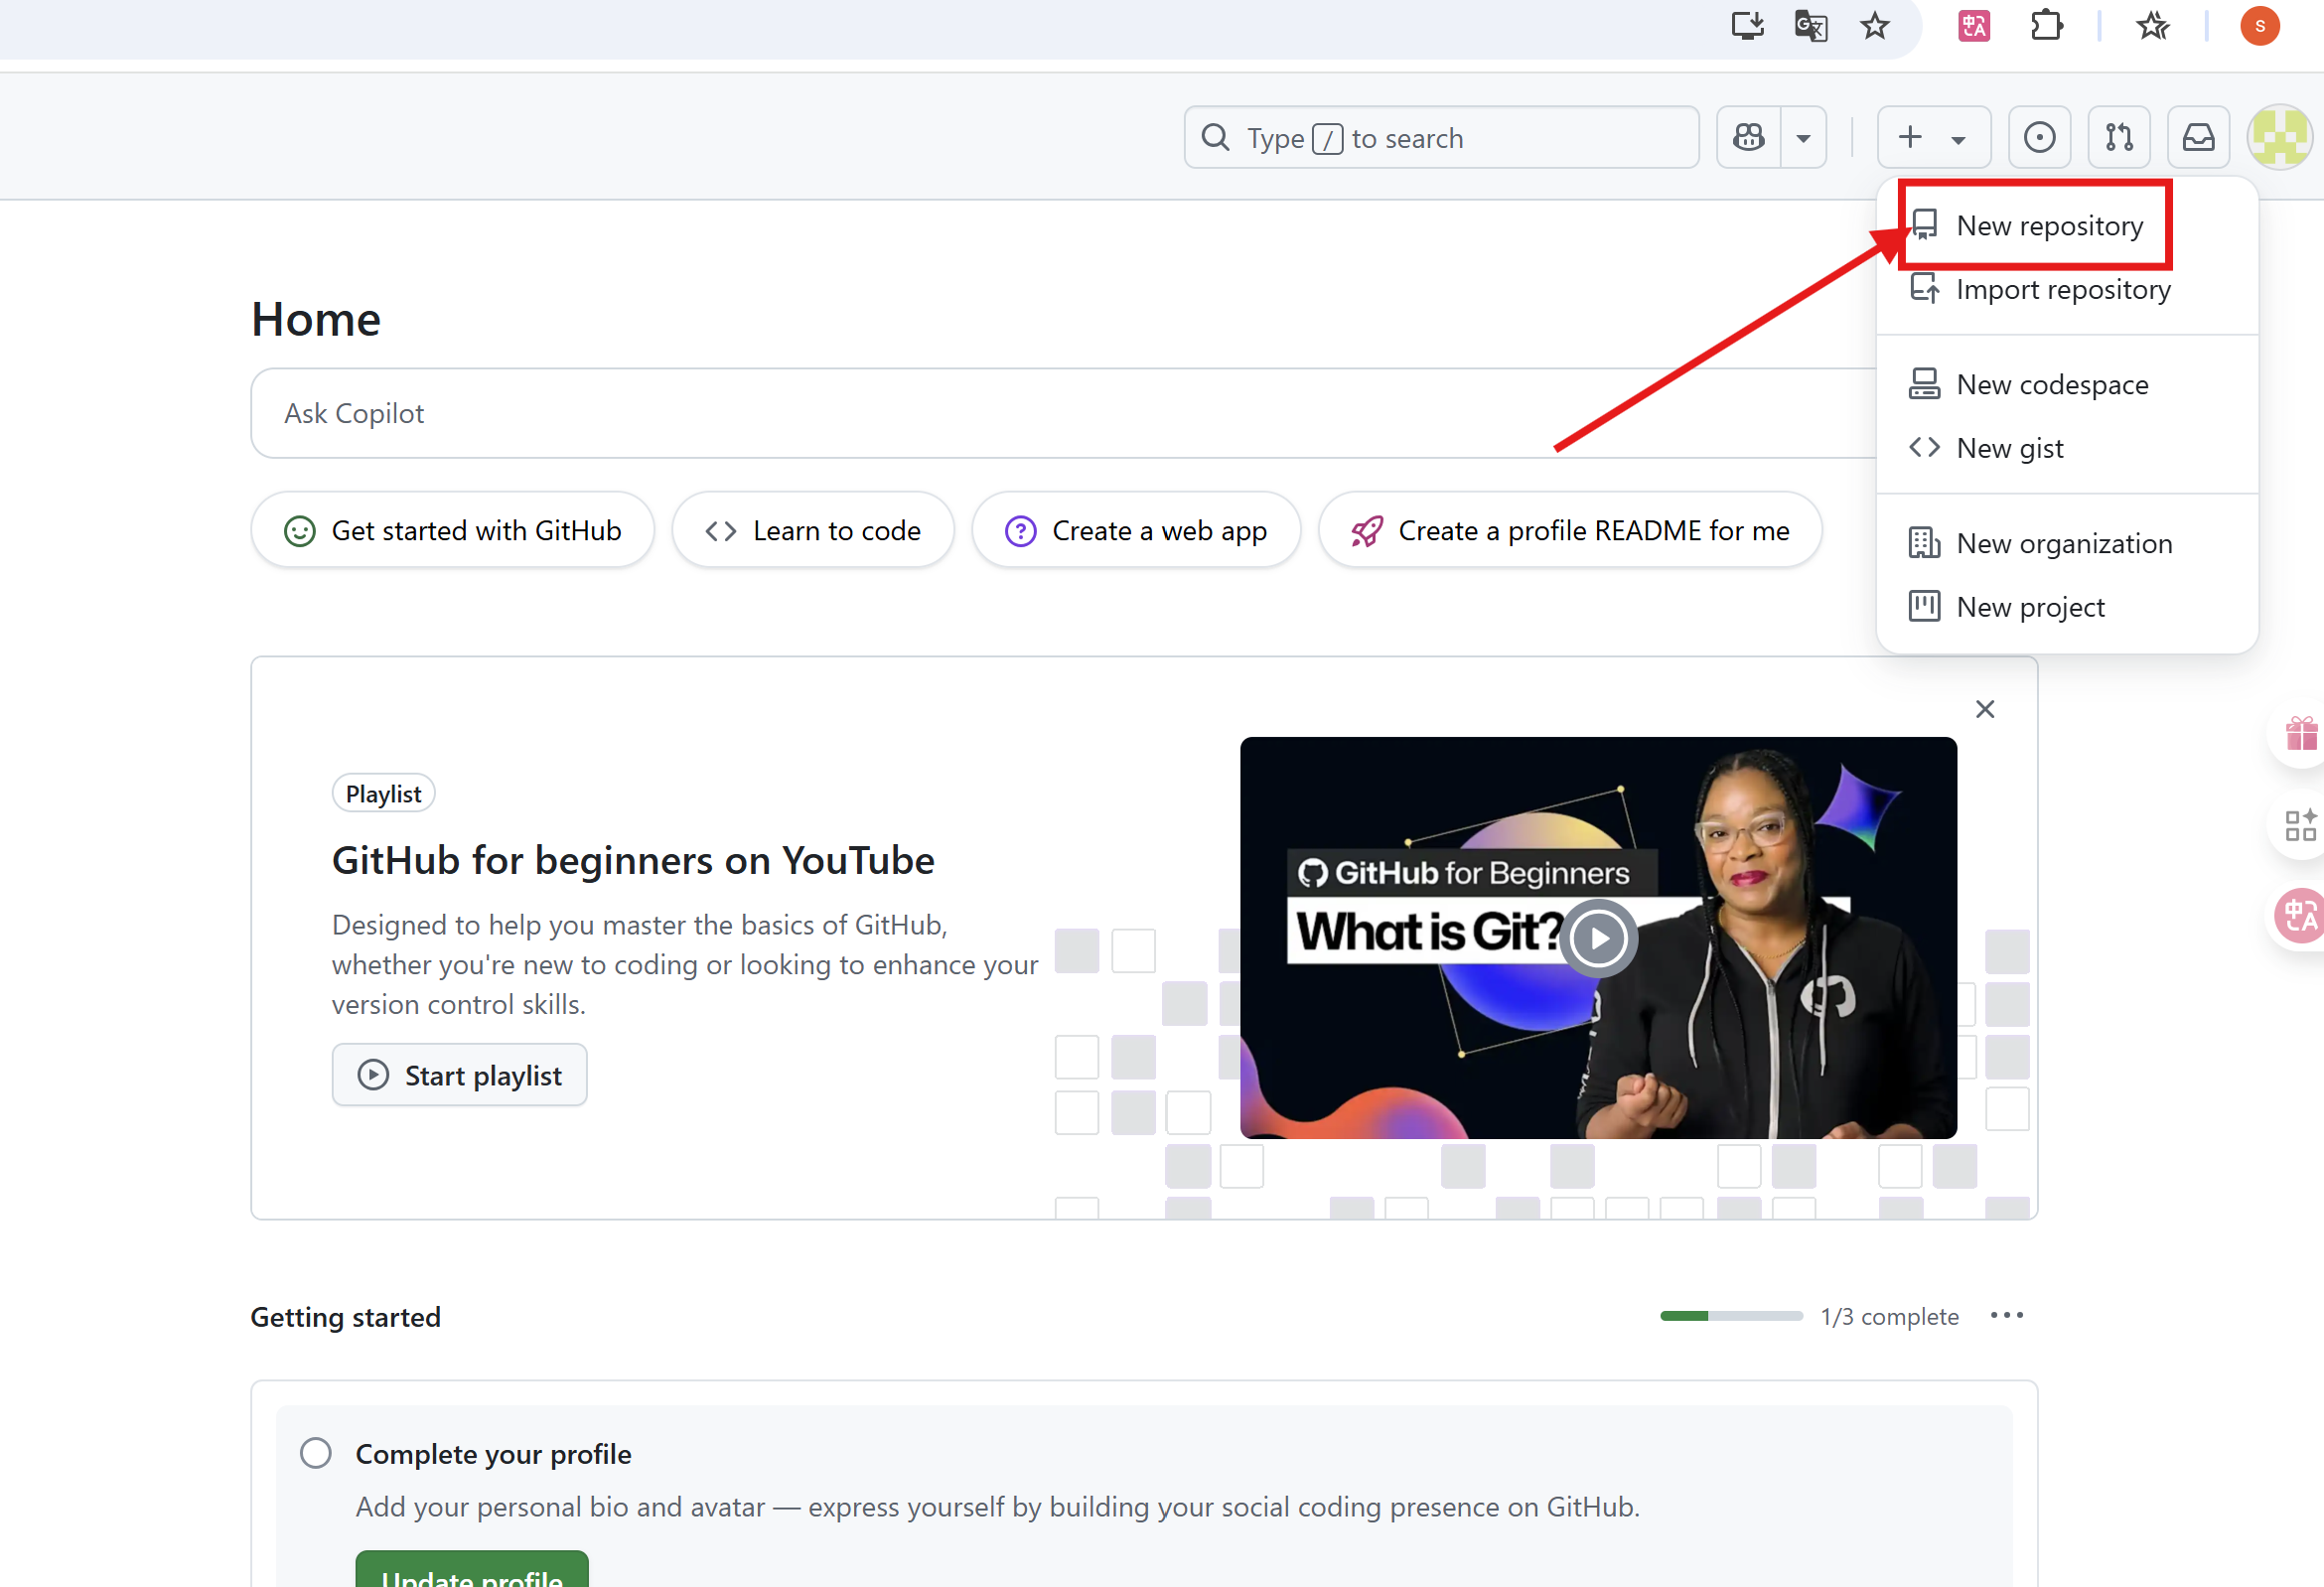 S
Type / to search
New repository
Import repository
New codespace
New gist
New organization
New project
Home
Ask Copilot
Get started with GitHub
Learn to code
Create a web app
Create a profile README for me
Playlist
GitHub for beginners on YouTube
Designed to help you master the basics of GitHub,
whether you're new to coding or looking to enhance your
version control skills.
Start playlist
GitHub for Beginners
What is Git?
Getting started
1/3 complete
Complete your profile
Add your personal bio and avatar — express yourself by building your social coding presence on GitHub.
Update profile